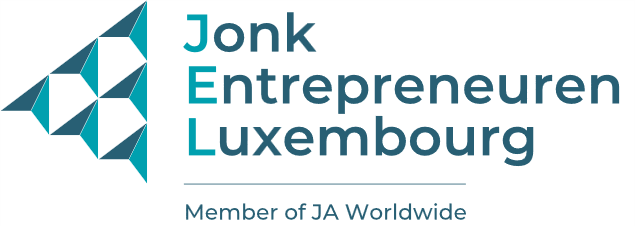 Jonk
Entrepreneuren
Luxembourg
Member of JA Worldwide